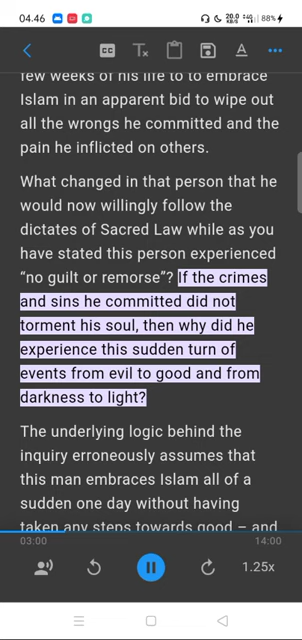 04.46
20.0
KB/S
88%
CC
few weeks of his life to to embrace
Islam in an apparent bid to wipe out
all the wrongs he committed and the
pain he inflicted on others.
What changed in that person that he
would now willingly follow the
dictates of Sacred Law while as you
have stated this person experienced
“no guilt or remorse”? If the crimes
and sins he committed did not
torment his soul, then why did he
experience this sudden turn of
events from evil to good and from
darkness to light?
The underlying logic behind the
inquiry erroneously assumes that
this man embraces Islam all of a
sudden one day without having
taken any steps towards good – and
03:00
14:00
1.25x